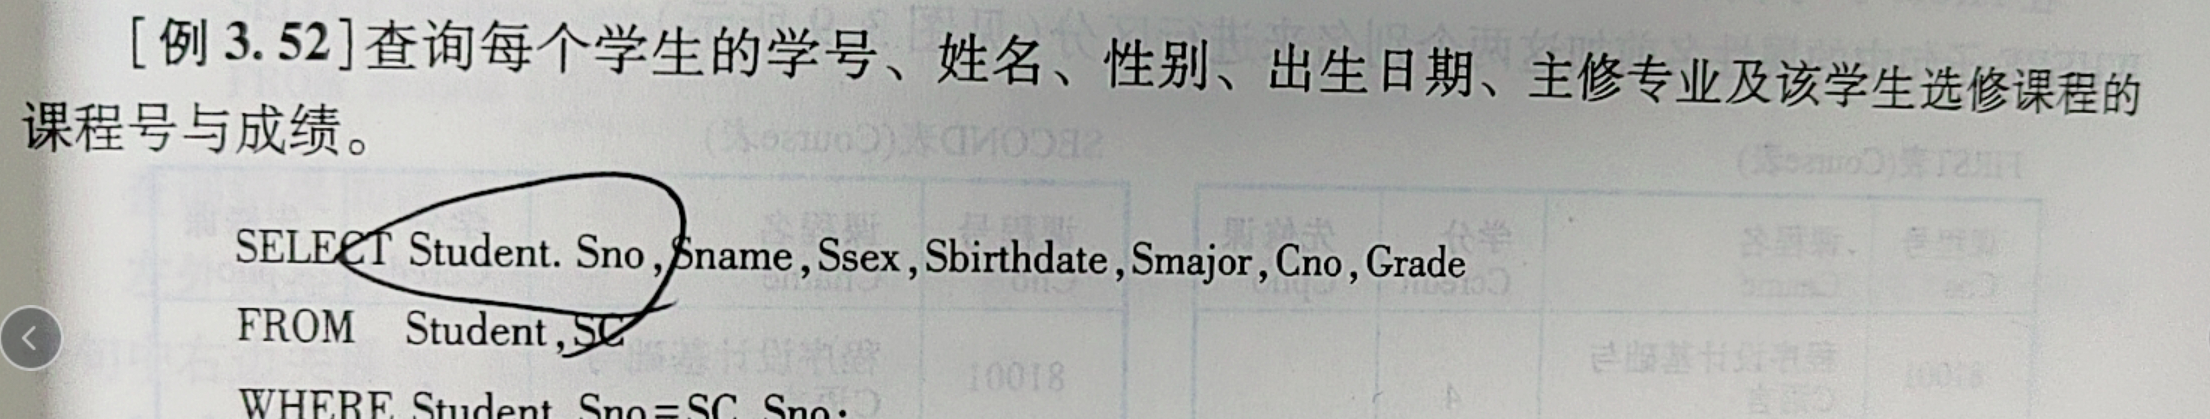 [例 3.52]查询每个学生的学号、姓名、性别、出生日期、主修专业及该学生选修课程的
课程号与成绩。
SELECT Student. Sno,Sname,Ssex,Sbirthdate,Smajor,Cno,Grade
FROM Student,SC
WHERE Student. Sno=SC. Sno;